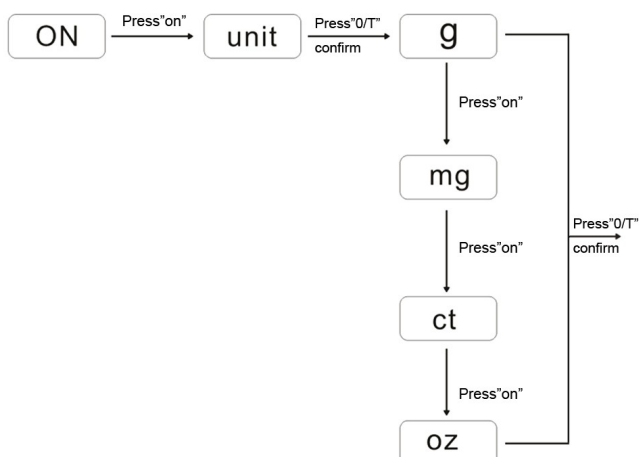 ON
Press”on”
unit
Press”0/T”
confirm
g
Press”on”
mg
Press”0/T”
confirm
Press”on”
ct
Press”on”
oz